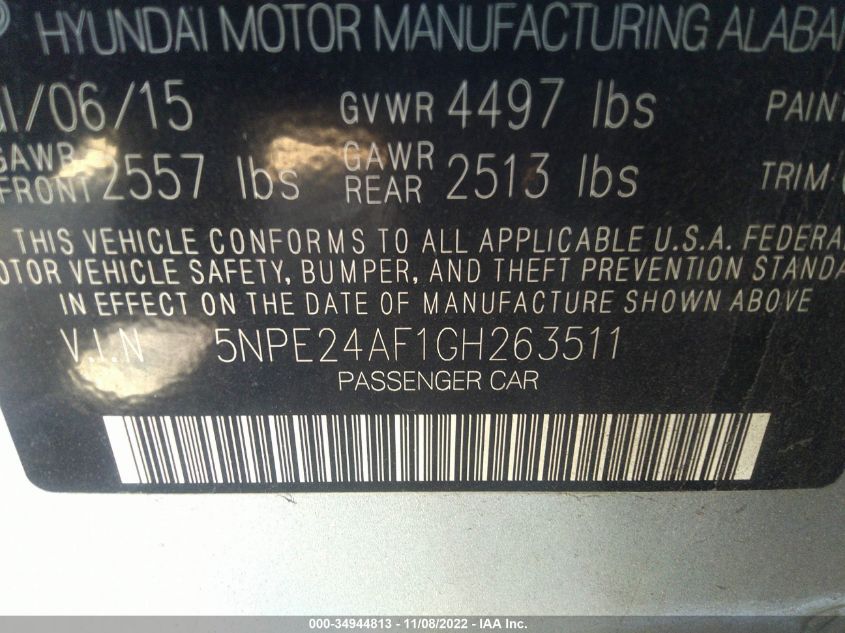 HYUNDAI MOTOR MANUFACTURING ALABAM
/06/15 GVWR 4497 lbs PAINT
GAWR FRONT 2557 lbs GAWR REAR 2513 lbs TRIM
THIS VEHICLE CONFORMS TO ALL APPLICABLE U.S.A. FEDERA
OTOR VEHICLE SAFETY, BUMPER, AND THEFT PREVENTION STANDA
IN EFFECT ON THE DATE OF MANUFACTURE SHOWN ABOVE
V.I.N 5NPE24AF1GH263511
PASSENGER CAR
000-34944813 - 11/08/2022 - IAA Inc.